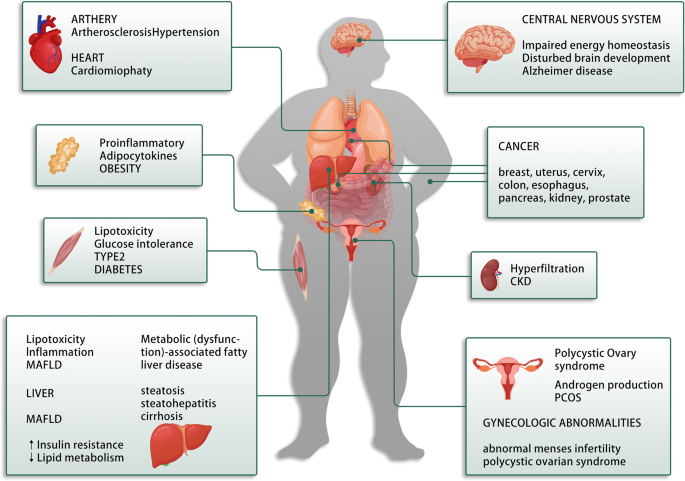 ARTHERY
ArtherosclerosisHypertension
HEART
Cardiomiophaty
CENTRAL NERVOUS SYSTEM
Impaired energy homeostasis
Disturbed brain development
Alzheimer disease
Proinflammatory
Adipocytokines
OBESITY
CANCER
breast, uterus, cervix,
colon, esophagus,
pancreas, kidney, prostate
Lipotoxicity
Glucose intolerance
TYPE2
DIABETES
Hyperfiltration
CKD
Lipotoxicity
Inflammation
MAFLD
Metabolic (dysfunc-
tion)-associated fatty
liver disease
LIVER
MAFLD
steatosis
steatohepatitis
cirrhosis
↑ Insulin resistance
↓ Lipid metabolism
Polycystic Ovary
syndrome
Androgen production
PCOS
GYNECOLOGIC ABNORMALITIES
abnormal menses infertility
polycystic ovarian syndrome